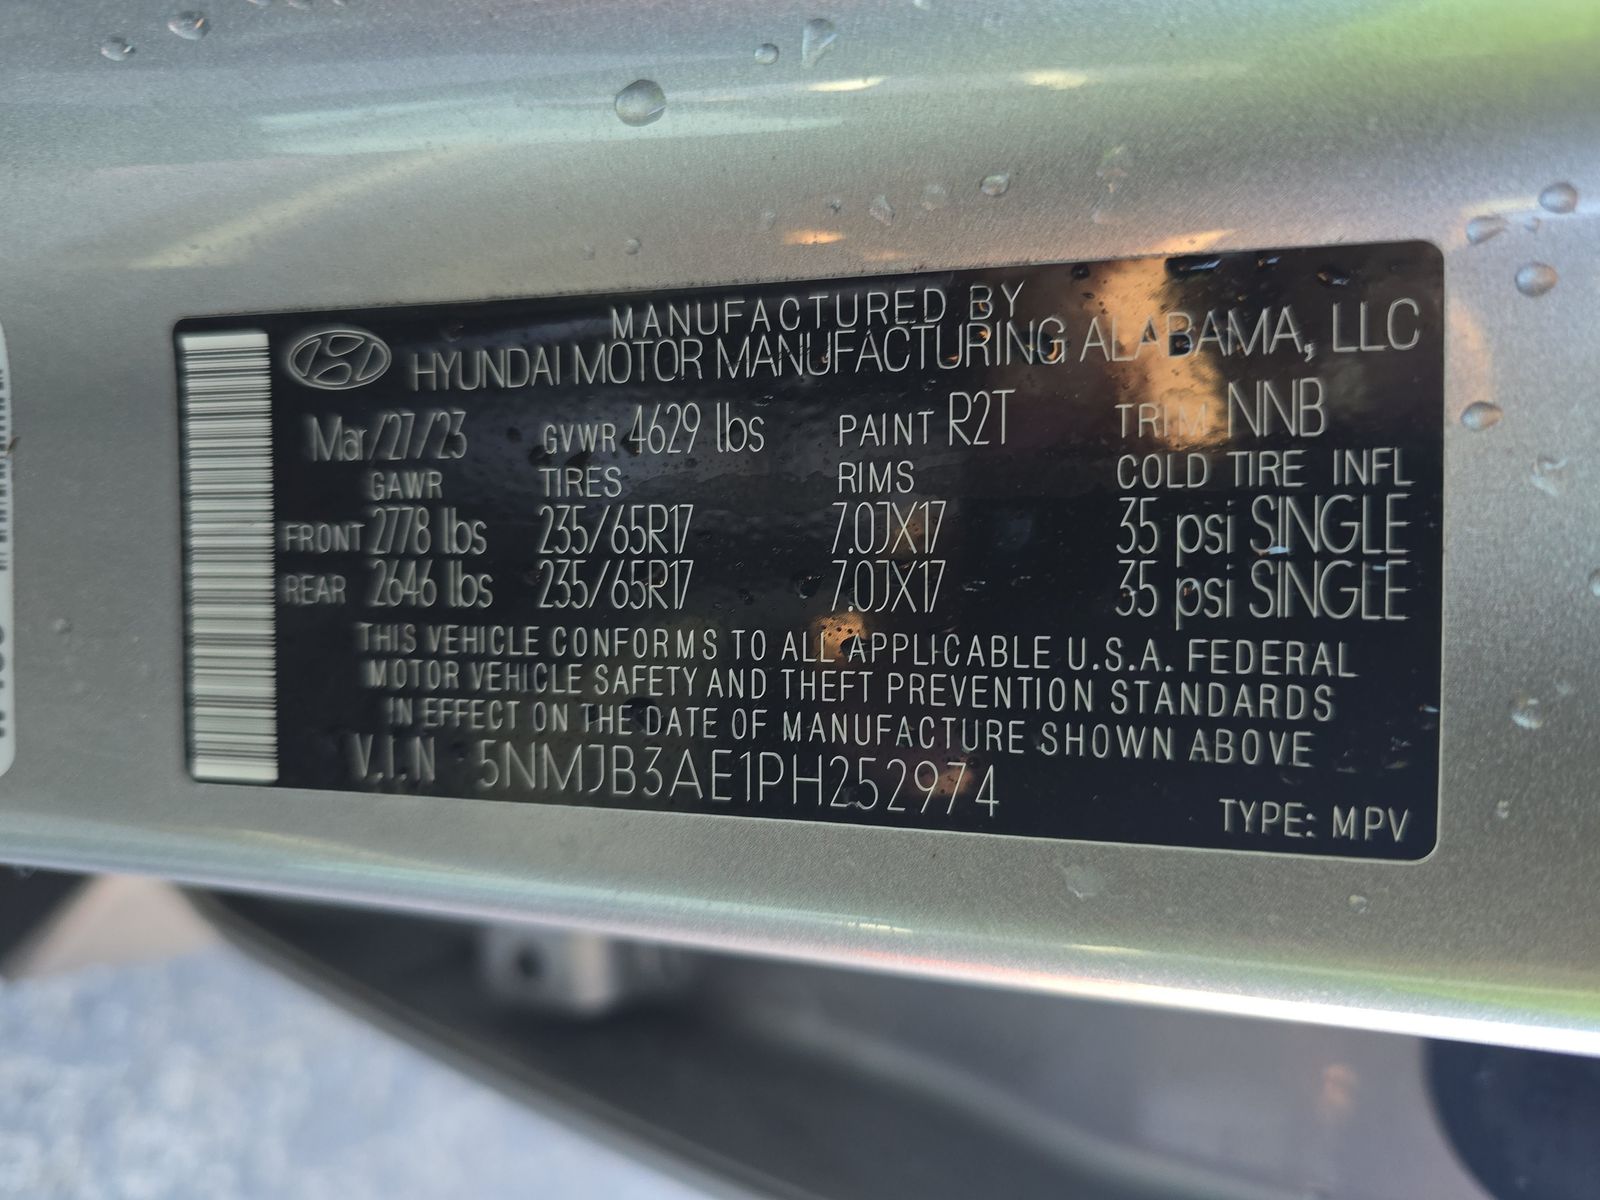 MANUFACTURED BY
HYUNDAI MOTOR MANUFACTURING ALABAMA, LLC
Mar/27/23 GVWR 4629 lbs PAINT R2T TRIM NNB
GAWR TIRES RIMS COLD TIRE INFL
FRONT 2778 lbs 235/65R17 7.0JX17 35 psi SINGLE
REAR 2646 lbs 235/65R17 7.0JX17 35 psi SINGLE
THIS VEHICLE CONFORMS TO ALL APPLICABLE U.S.A. FEDERAL
MOTOR VEHICLE SAFETY AND THEFT PREVENTION STANDARDS
IN EFFECT ON THE DATE OF MANUFACTURE SHOWN ABOVE
V.I.N 5NMJB3AE1PH252974
TYPE: MPV